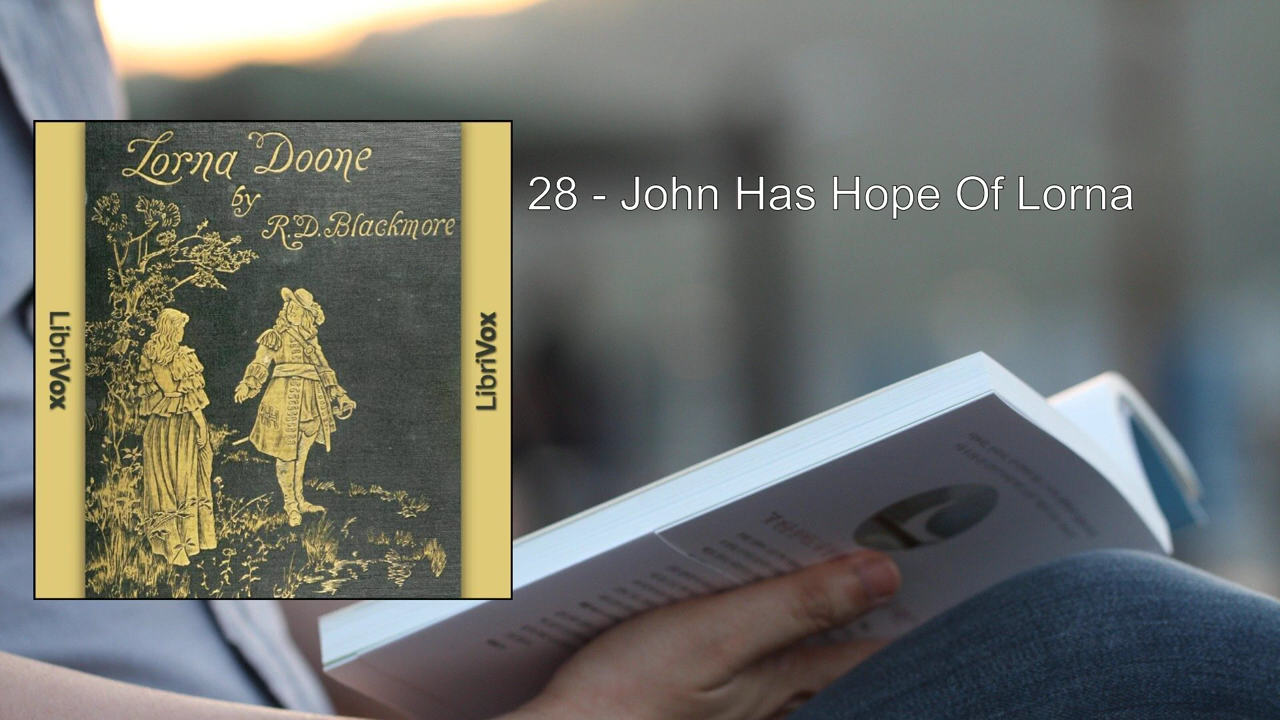 Lorna Doone
by
R.D. Blackmore
LibriVox
LibriVox
28 - John Has Hope Of Lorna